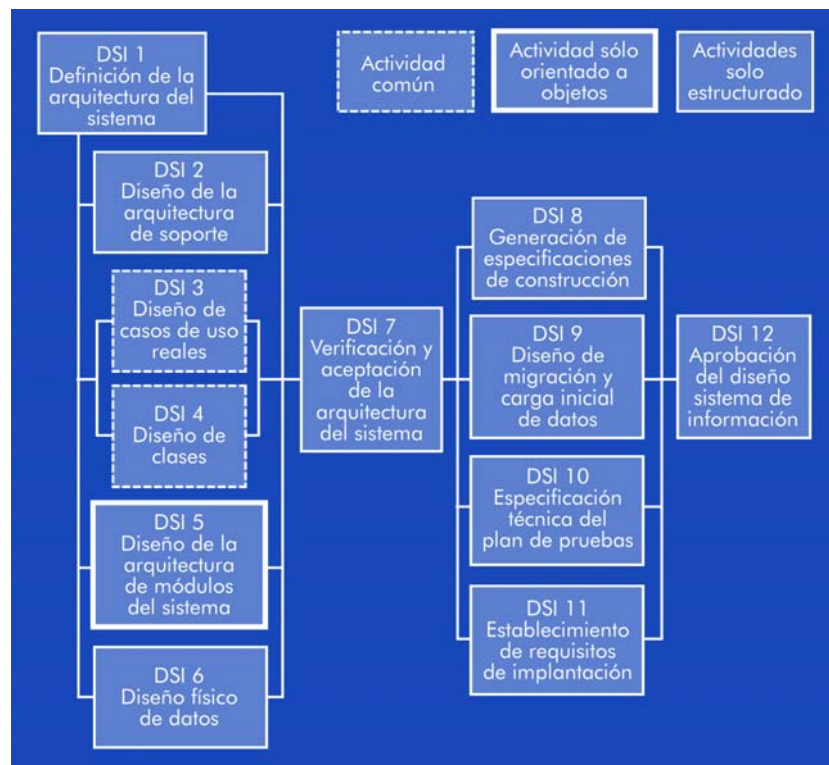 DSI 1
Definición de la
arquitectura del
sistema
Actividad
común
Actividad sólo
orientado a
objetos
Actividades
solo
estructurado
DSI 2
Diseño de la
arquitectura
de soporte
DSI 3
Diseño de
casos de uso
reales
DSI 4
Diseño de
clases
DSI 5
Diseño de la
arquitectura
de módulos
del sistema
DSI 6
Diseño físico
de datos
DSI 7
Verificación y
aceptación
de la
arquitectura
del sistema
DSI 8
Generación de
especificaciones
de construcción
DSI 9
Diseño de
migración y
carga inicial
de datos
DSI 10
Especificación
técnica del
plan de pruebas
DSI 11
Establecimiento
de requisitos
de implantación
DSI 12
Aprobación
del diseño
sistema de
información